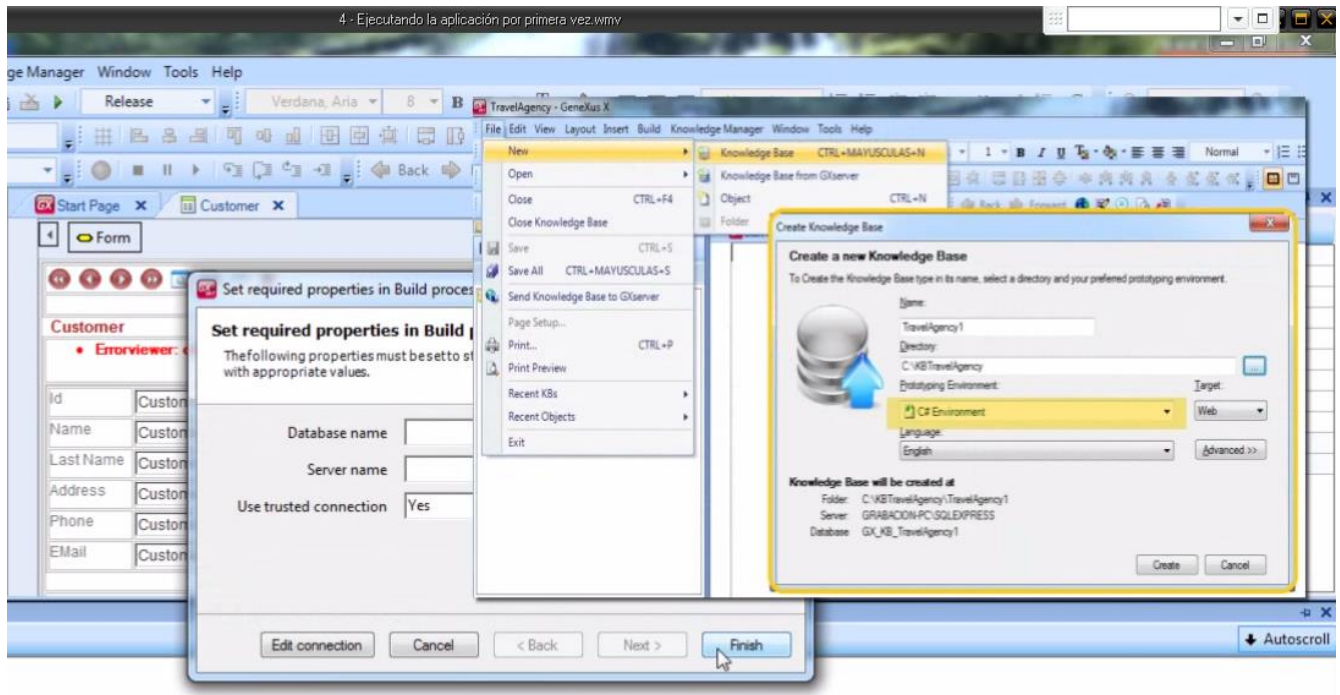 4 - Ejecutando la aplicación por primera vez.wmv
ge Manager Window Tools Help
Release Verdana, Aria 8 B
Back
Start Page X Customer X
Form
Customer
Errorviewer:
Id Custon
Name Custon
Last Name Custon
Address Custon
Phone Custon
EMail Custon
Set required properties in Build proces
Set required properties in Build
The following properties must be set to st
with appropriate values.
Database name
Server name
Use trusted connection Yes
Edit connection Cancel < Back Next > Finish
TravelAgency - GeneXus X
File Edit View Layout Insert Build Knowledge Manager Window Tools Help
New
Open
Close CTRL+F4
Close Knowledge Base
Save CTRL+S
Save All CTRL+MAYUSCULAS+S
Send Knowledge Base to GXserver
Page Setup...
Print... CTRL+P
Print Preview
Recent KBs
Recent Objects
Exit
Knowledge Base CTRL+MAYUSCULAS+N
Knowledge Base from GXserver
Object CTRL+N
Folder
1 B I U Normal
Back Forward
Create Knowledge Base
Create a new Knowledge Base
To Create the Knowledge Base type in its name, select a directory and your preferred prototyping environment.
Name:
TravelAgency1
Directory:
C:\KBTravelAgency ...
Prototyping Environment: Target:
C# Environment Web
Language:
English Advanced >>
Knowledge Base will be created at
Folder: C:\KBTravelAgency\TravelAgency1
Server: GRABACION-PC\SQLEXPRESS
Database GX_KB_TravelAgency1
Create Cancel
Autoscroll